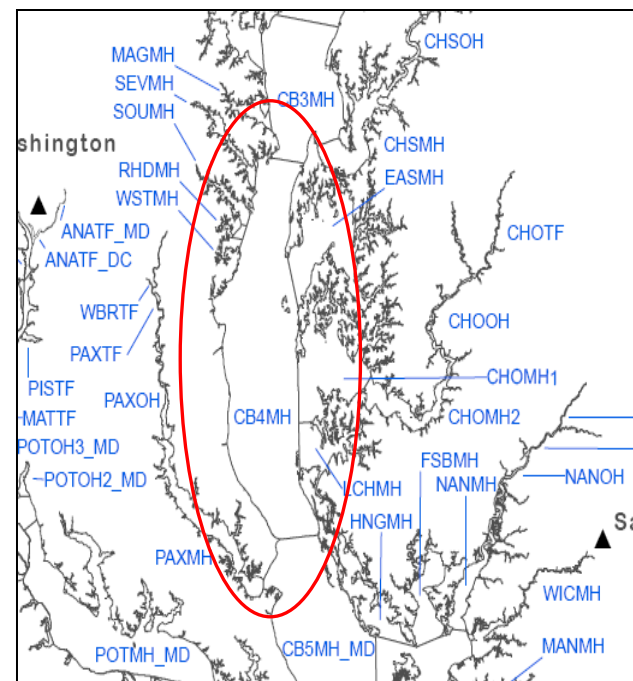 MAGMH
CHSOH
SEVMH
CB3MH
SOUMH
shington
CHSMH
RHDMH
EASMH
WSTMH
ANATF_MD
CHOTF
ANATF_DC
WBRTF
CHOOH
PAXTF
PISTF
CHOMH1
PAXOH
CB4MH
MATTF
CHOMH2
POTOH3_MD
FSBMH
POTOH2_MD
LCHMH
NANMH
NANOH
HNGMH
Sa
PAXMH
WICMH
POTMH_MD
CB5MH_MD
MANMH